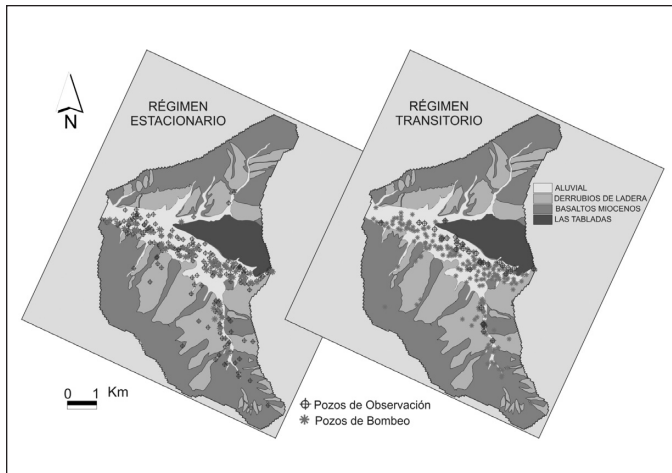 RÉGIMEN
ESTACIONARIO
RÉGIMEN
TRANSITORIO
N
ALUVIAL
DERRUBIOS DE LADERA
BASALTOS MIOCENOS
LAS TABLADAS
0 1 Km
Pozos de Observación
Pozos de Bombeo